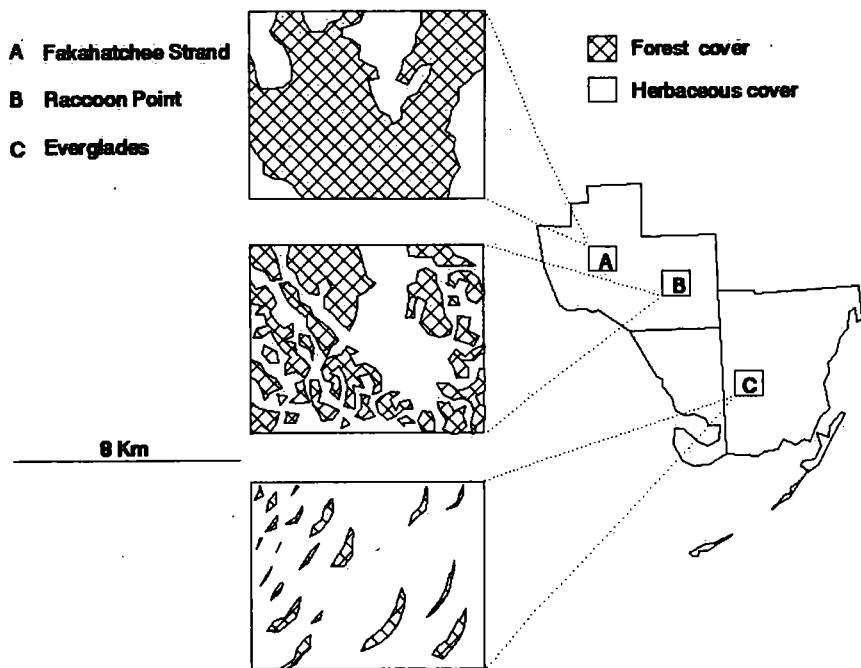 A Fakahatchee Strand
B Raccoon Point
C Everglades
Forest cover
Herbaceous cover
A
B
C
8 Km